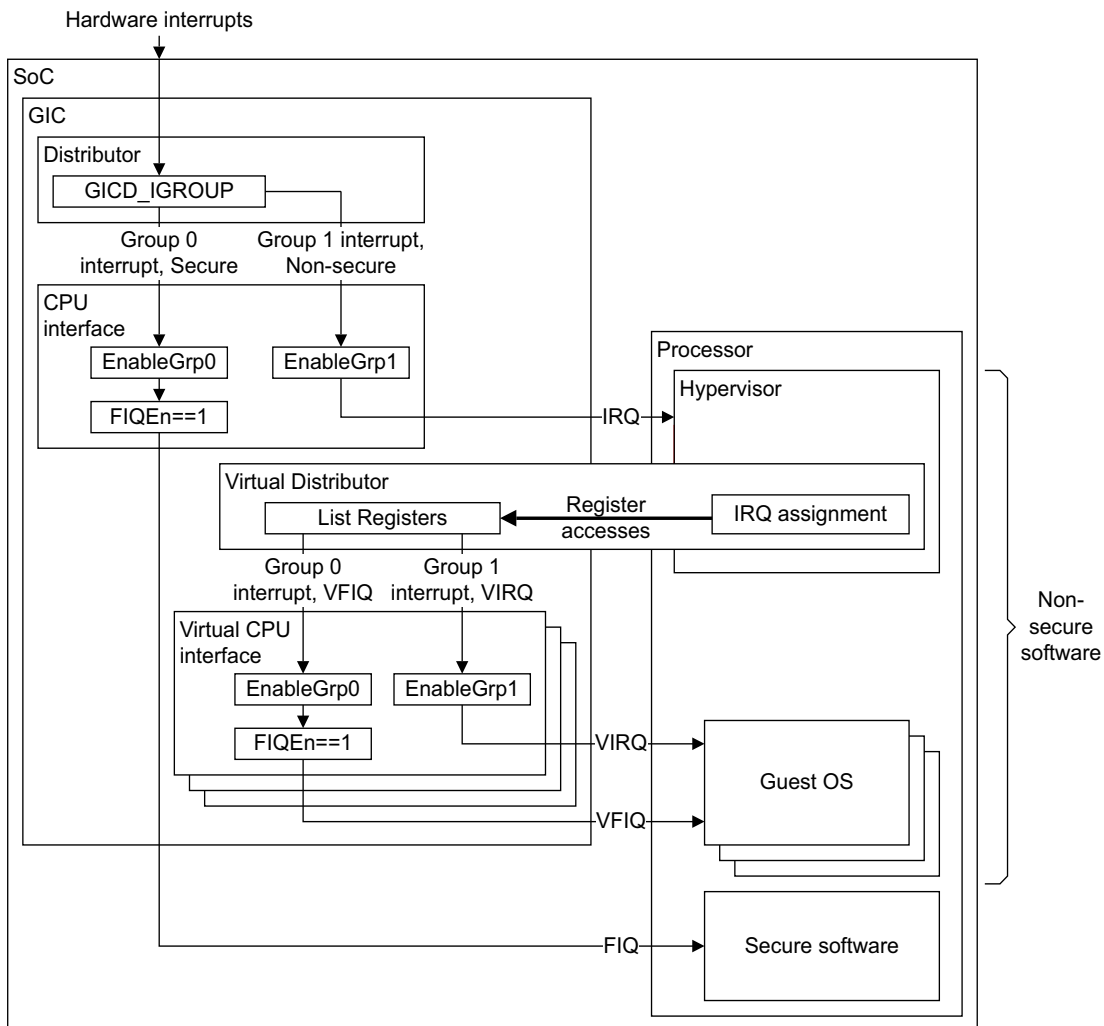 Hardware interrupts
SoC
GIC
Distributor
GICD_IGROUP
Group 0
interrupt, Secure
Group 1 interrupt,
Non-secure
CPU
interface
EnableGrp0
EnableGrp1
FIQEn==1
IRQ
Processor
Hypervisor
Virtual Distributor
List Registers
Register
accesses
IRQ assignment
Group 0
interrupt, VFIQ
Group 1
interrupt, VIRQ
Non-
secure
software
Virtual CPU
interface
EnableGrp0
EnableGrp1
FIQEn==1
VIRQ
VFIQ
Guest OS
FIQ
Secure software